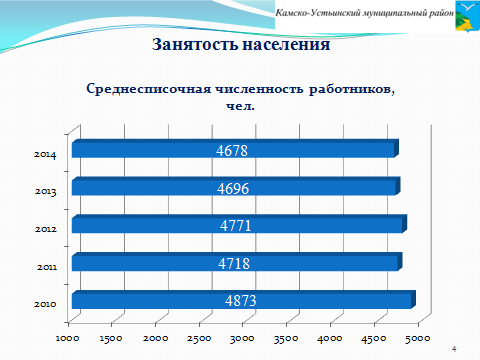 Камско-Устьинский муниципальный район
Занятость населения
Среднесписочная численность работников,
чел.
2014 4678
2013 4696
2012 4771
2011 4718
2010 4873
1000 1500 2000 2500 3000 3500 4000 4500 5000
4